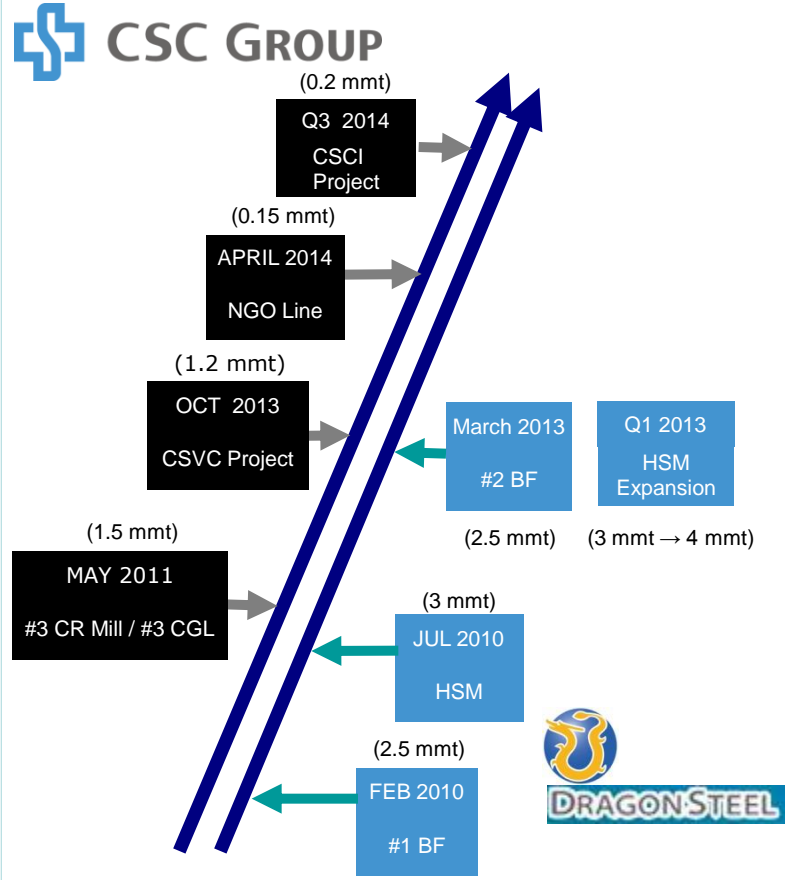 CSC GROUP
(0.2 mmt)
Q3 2014
CSCI
Project
(0.15 mmt)
APRIL 2014
NGO Line
(1.2 mmt)
OCT 2013
CSVC Project
March 2013
#2 BF
(2.5 mmt)
Q1 2013
HSM
Expansion
(3 mmt → 4 mmt)
(1.5 mmt)
MAY 2011
#3 CR Mill / #3 CGL
(3 mmt)
JUL 2010
HSM
(2.5 mmt)
FEB 2010
#1 BF
DRAGON STEEL